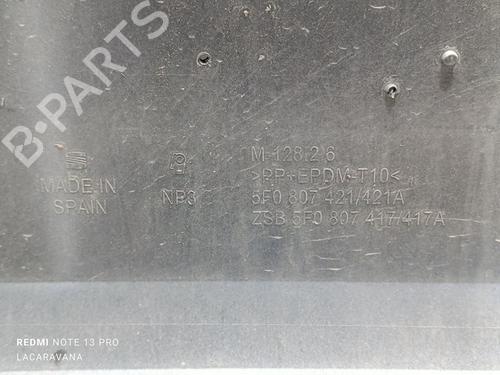 B-PARTS
MADE IN
SPAIN
NP3
M-128.2.6
>PP+EPDM-T10<
5F0 807 421/421A
ZSB 5F0 807 417/417A
REDMI NOTE 13 PRO
LACARAVANA